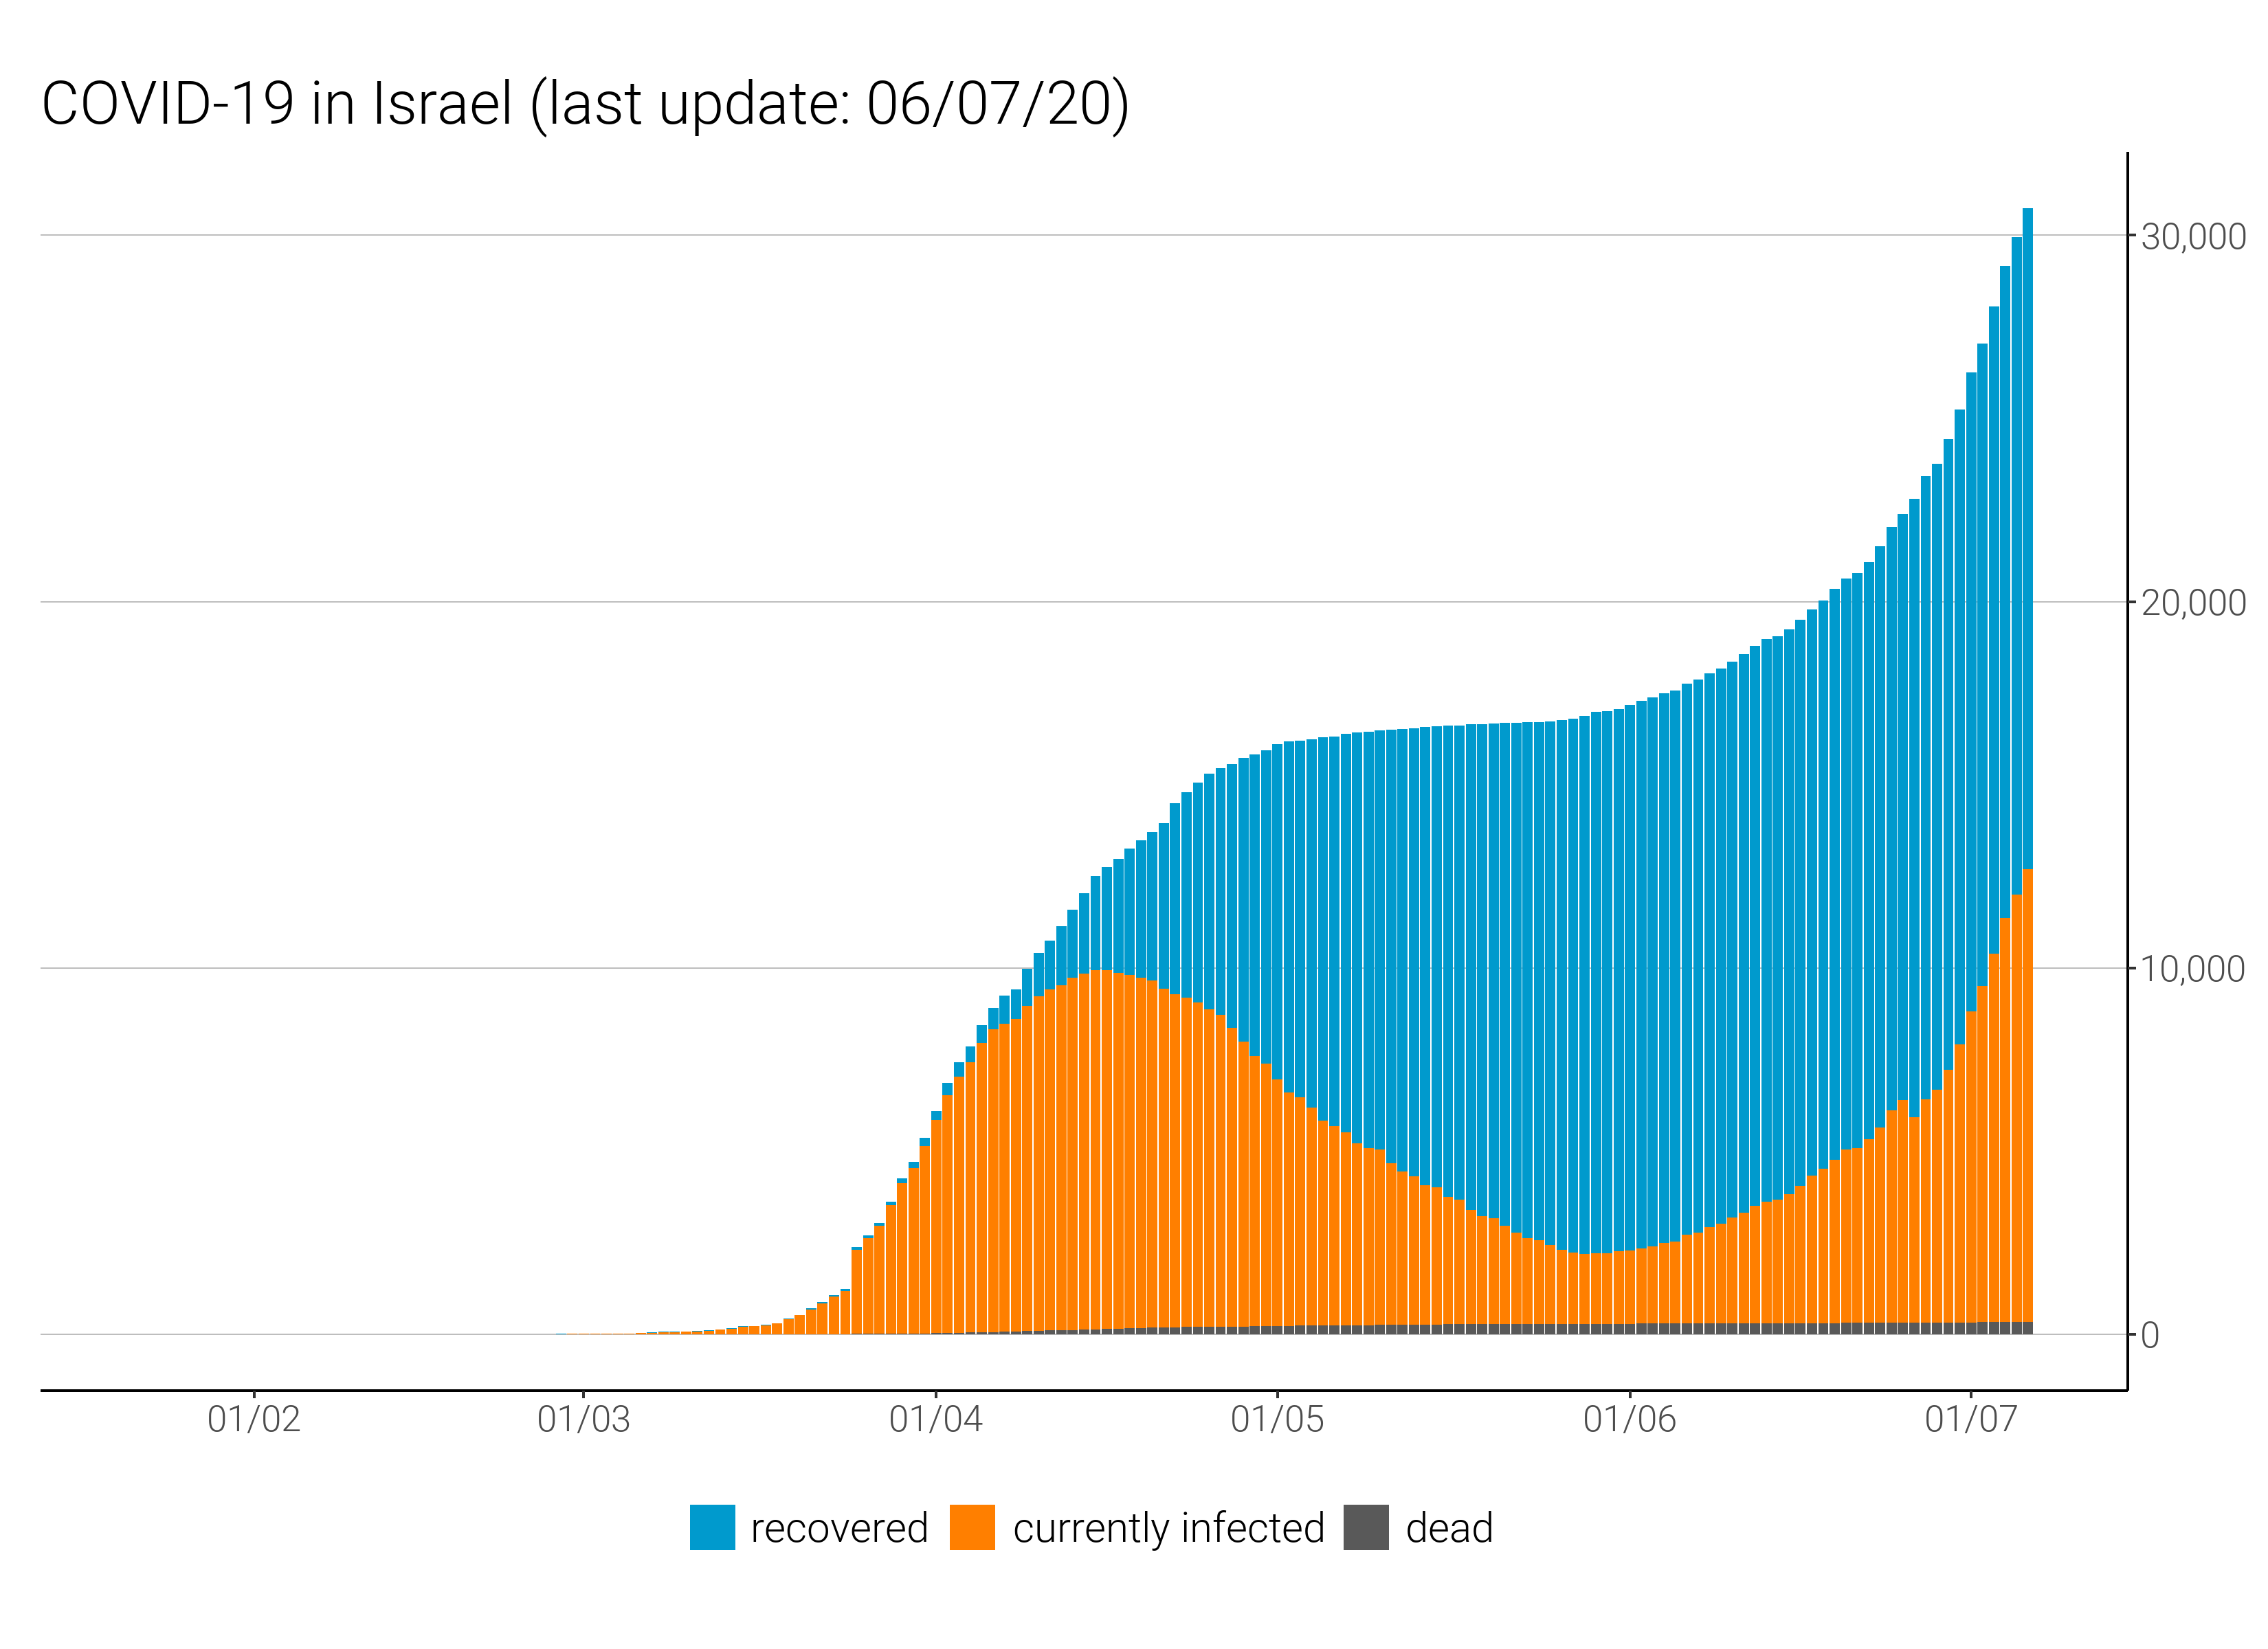 COVID-19 in Israel (last update: 06/07/20)
30,000
20,000
10,000
0
01/02 01/03 01/04 01/05 01/06 01/07
recovered currently infected dead